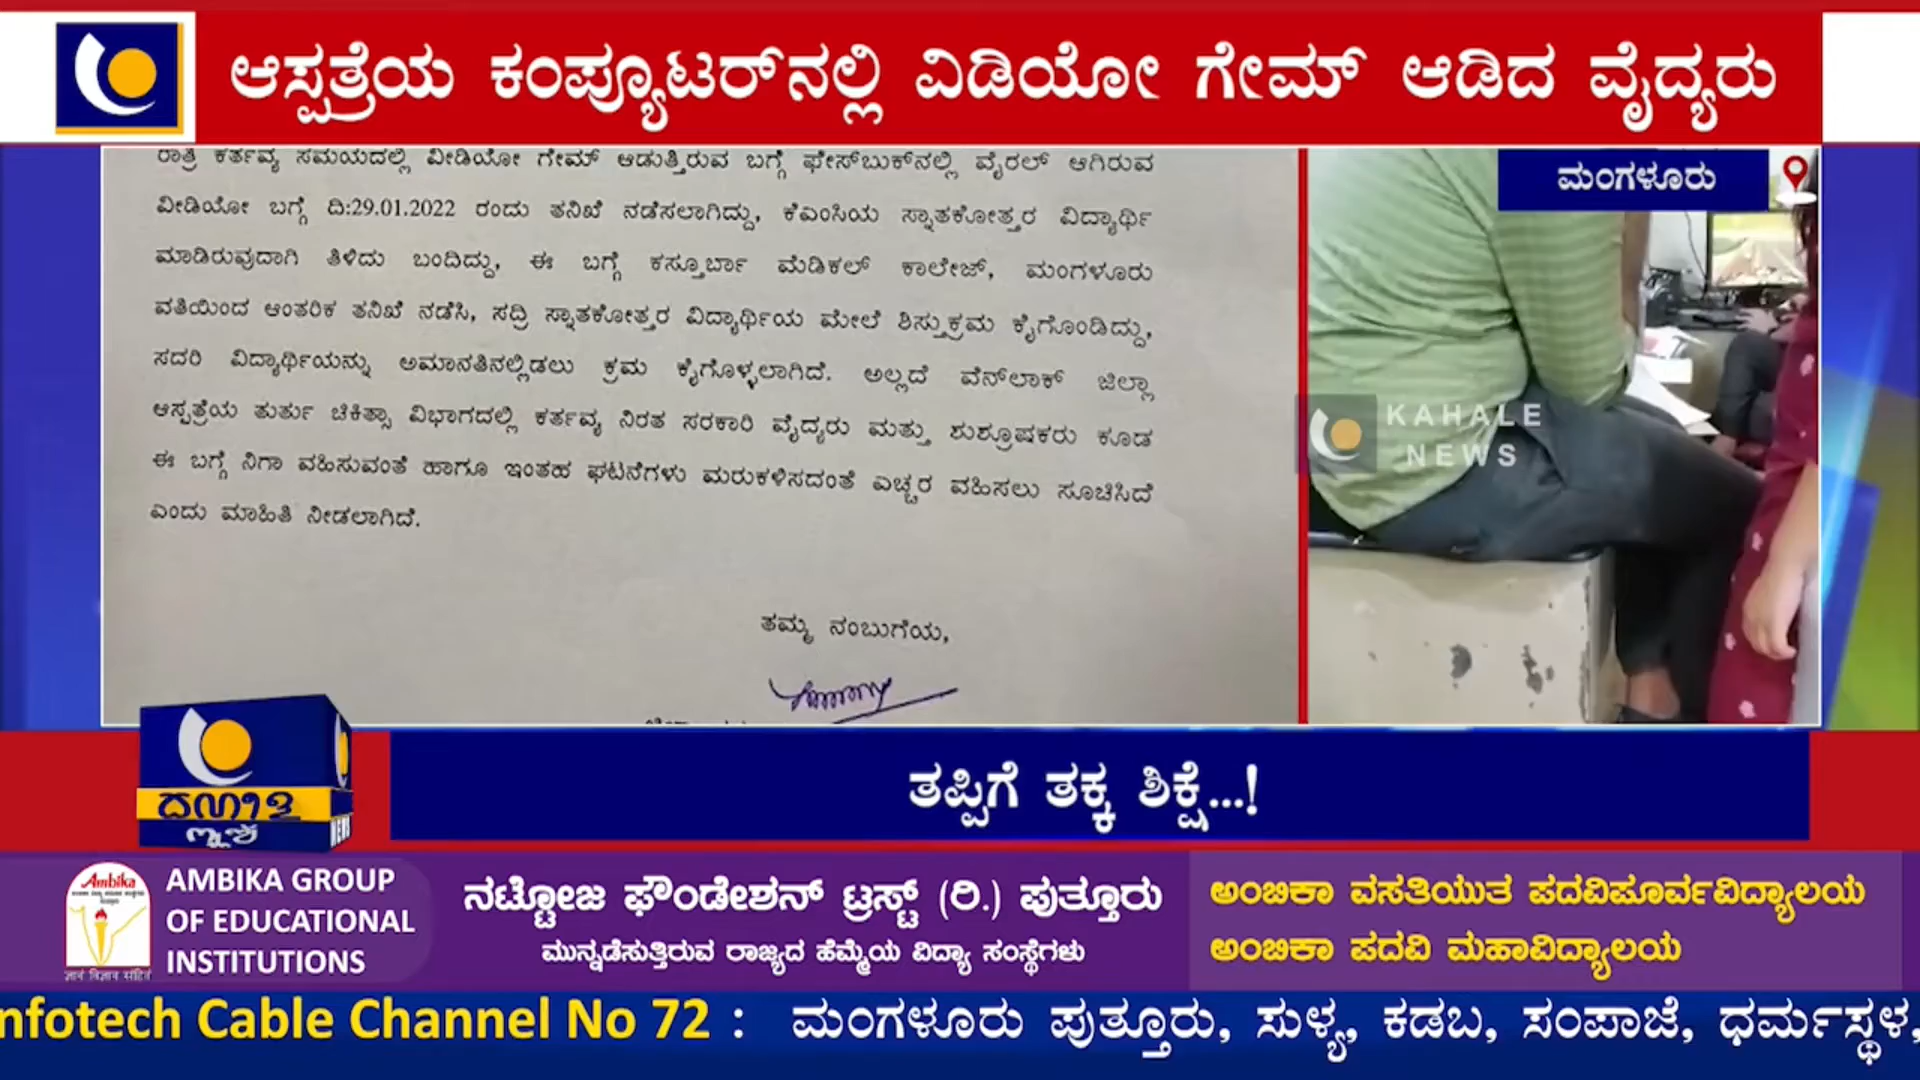 ಆಸ್ಪತ್ರೆಯ ಕಂಪ್ಯೂಟರ್‌ನಲ್ಲಿ ವಿಡಿಯೋ ಗೇಮ್ ಆಡಿದ ವೈದ್ಯರು
ಮಂಗಳೂರು
ರಾತ್ರಿ ಕರ್ತವ್ಯ ಸಮಯದಲ್ಲಿ ವೀಡಿಯೋ ಗೇಮ್ ಆಡುತ್ತಿರುವ ಬಗ್ಗೆ ಫೇಸ್‌ಬುಕ್‌ನಲ್ಲಿ ವೈರಲ್ ಆಗಿರುವ
ವೀಡಿಯೋ ಬಗ್ಗೆ ದಿ:29.01.2022 ರಂದು ತನಿಖೆ ನಡೆಸಲಾಗಿದ್ದು, ಕೆಎಂಸಿಯ ಸ್ನಾತಕೋತ್ತರ ವಿದ್ಯಾರ್ಥಿ
ಮಾಡಿರುವುದಾಗಿ ತಿಳಿದು ಬಂದಿದ್ದು, ಈ ಬಗ್ಗೆ ಕಸ್ತೂರ್ಬಾ ಮೆಡಿಕಲ್ ಕಾಲೇಜ್, ಮಂಗಳೂರು
ವತಿಯಿಂದ ಆಂತರಿಕ ತನಿಖೆ ನಡೆಸಿ, ಸದ್ರಿ ಸ್ನಾತಕೋತ್ತರ ವಿದ್ಯಾರ್ಥಿಯ ಮೇಲೆ ಶಿಸ್ತುಕ್ರಮ ಕೈಗೊಂಡಿದ್ದು,
ಸದರಿ ವಿದ್ಯಾರ್ಥಿಯನ್ನು ಅಮಾನತಿನಲ್ಲಿಡಲು ಕ್ರಮ ಕೈಗೊಳ್ಳಲಾಗಿದೆ. ಅಲ್ಲದೆ ವೆನ್‌ಲಾಕ್ ಜಿಲ್ಲಾ
ಆಸ್ಪತ್ರೆಯ ತುರ್ತು ಚಿಕಿತ್ಸಾ ವಿಭಾಗದಲ್ಲಿ ಕರ್ತವ್ಯ ನಿರತ ಸರಕಾರಿ ವೈದ್ಯರು ಮತ್ತು ಶುಶ್ರೂಷಕರು ಕೂಡ
ಈ ಬಗ್ಗೆ ನಿಗಾ ವಹಿಸುವಂತೆ ಹಾಗೂ ಇಂತಹ ಘಟನೆಗಳು ಮರುಕಳಿಸದಂತೆ ಎಚ್ಚರ ವಹಿಸಲು ಸೂಚಿಸಿದೆ
ಎಂದು ಮಾಹಿತಿ ನೀಡಲಾಗಿದೆ.
ತಮ್ಮ ನಂಬುಗೆಯ,
KAHALE
NEWS
ತಪ್ಪಿಗೆ ತಕ್ಕ ಶಿಕ್ಷೆ...!
ಕಹಳೆ
ನ್ಯೂಸ್
NEWS
Ambika
AMBIKA GROUP
OF EDUCATIONAL
INSTITUTIONS
ನಟ್ಟೋಜ ಫೌಂಡೇಶನ್ ಟ್ರಸ್ಟ್ (ರಿ.) ಪುತ್ತೂರು
ಮುನ್ನಡೆಸುತ್ತಿರುವ ರಾಜ್ಯದ ಹೆಮ್ಮೆಯ ವಿದ್ಯಾ ಸಂಸ್ಥೆಗಳು
ಅಂಬಿಕಾ ವಸತಿಯುತ ಪದವಿಪೂರ್ವವಿದ್ಯಾಲಯ
ಅಂಬಿಕಾ ಪದವಿ ಮಹಾವಿದ್ಯಾಲಯ
nfotech Cable Channel No 72 : ಮಂಗಳೂರು ಪುತ್ತೂರು, ಸುಳ್ಯ, ಕಡಬ, ಸಂಪಾಜೆ, ಧರ್ಮಸ್ಥಳ,